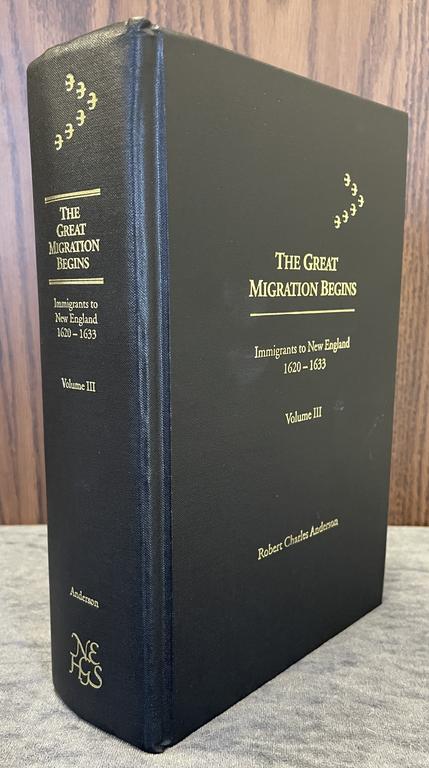 THE
GREAT
MIGRATION
BEGINS
Immigrants to
New England
1620 – 1633
Volume III
Anderson
NE
HGS
THE GREAT
MIGRATION BEGINS
Immigrants to New England
1620 – 1633
Volume III
Robert Charles Anderson